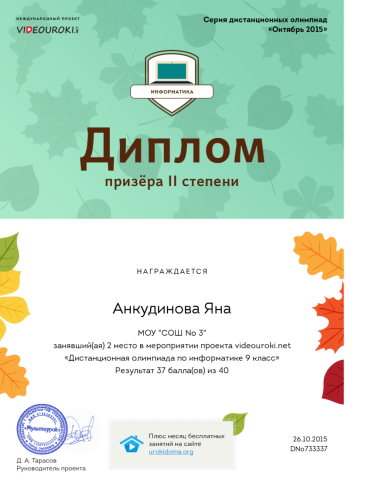 МЕЖДУНАРОДНЫЙ ПРОЕКТ
VIDEOUROKI.NET
Серия дистанционных олимпиад
«Октябрь 2015»
ИНФОРМАТИКА
Диплом
призёра II степени
НАГРАЖДАЕТСЯ
Анкудинова Яна
МОУ "СОШ No 3"
занявший(ая) 2 место в мероприятии проекта videouroki.net
«Дистанционная олимпиада по информатике 9 класс»
Результат 37 балла(ов) из 40
«Мультиурок»
Д. А. Тарасов
Руководитель проекта
Плюс месяц бесплатных
занятий на сайте
urokidoma.org
26.10.2015
DNo733337